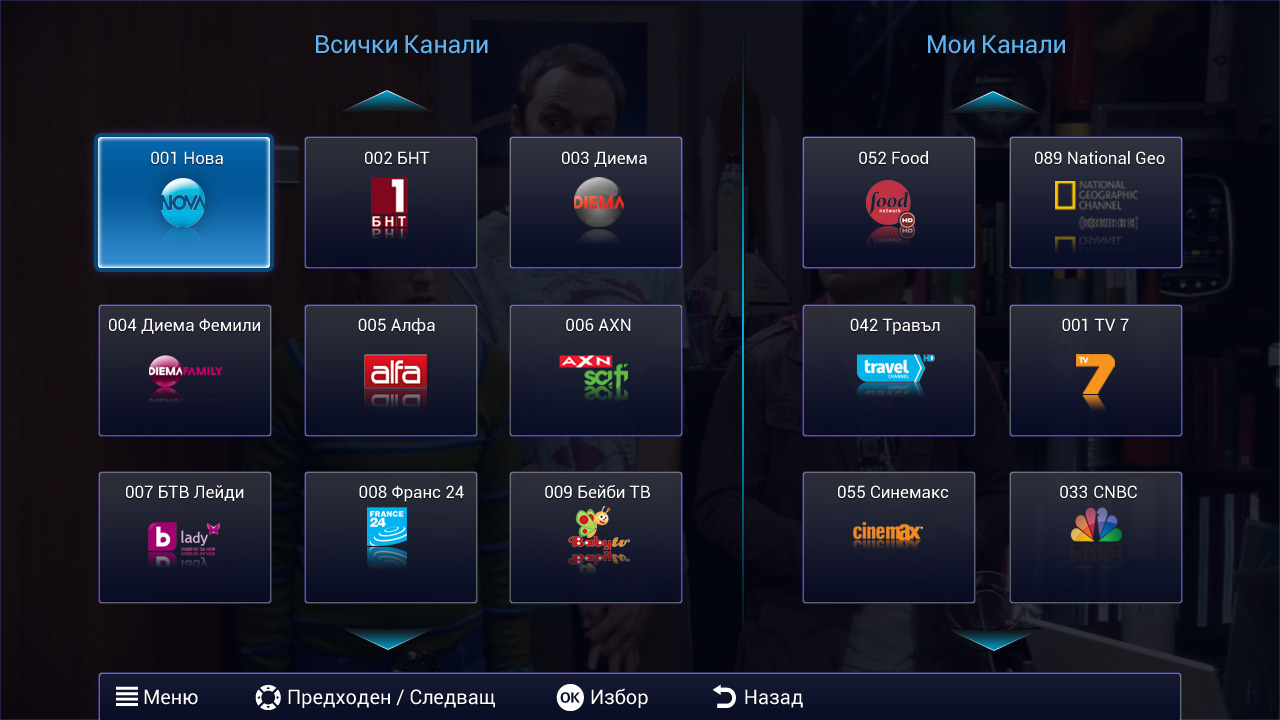 Всички Канали
Мои Канали
001 Нова
NOVA
002 БНТ
1
БНТ
003 Диема
DIEMA
052 Food
food
network
HD
089 National Geo
NATIONAL
GEOGRAPHIC
CHANNEL
004 Диема Фемили
DIEMAFAMILY
005 Алфа
alfa
006 AXN
AXN
sci fi
042 Травъл
travel
CHANNEL
HD
001 TV 7
TV
7
007 БТВ Лейди
b lady
008 Франс 24
FRANCE
24
009 Бейби ТВ
Baby tv
055 Синемакс
cinemax
033 CNBC
Меню
Предходен / Следващ
OK Избор
Назад